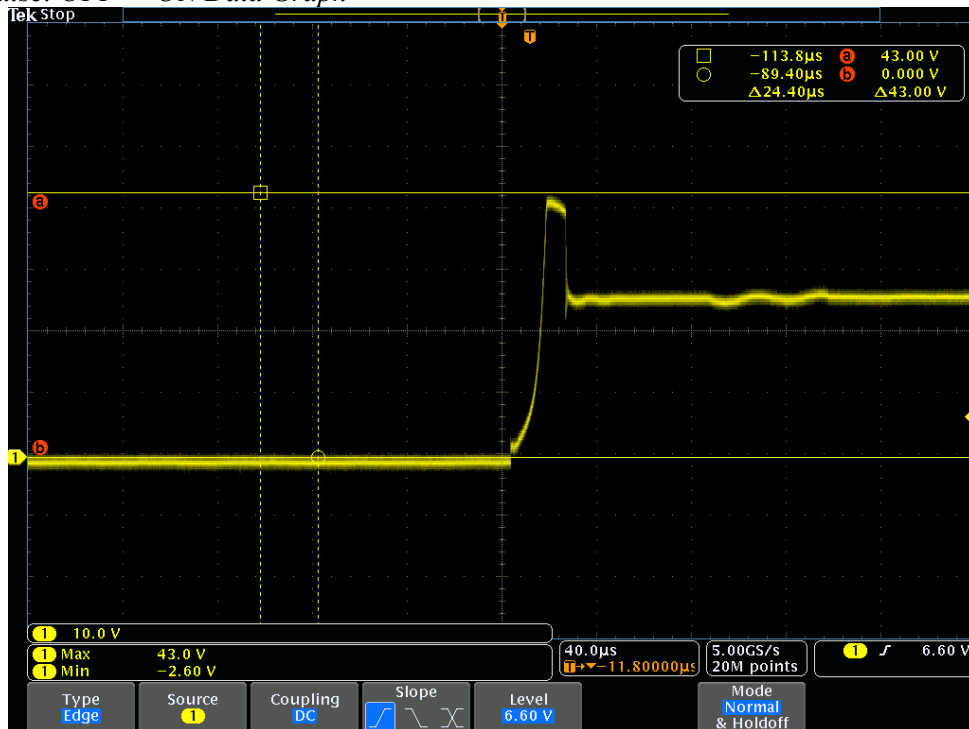 Tek Stop
T
T
-113.8µs a 43.00 V
-89.40µs b 0.000 V
Δ24.40µs Δ43.00 V
a
b
1
1 10.0 V
1 Max 43.0 V
1 Min -2.60 V
40.0µs
T→▼-11.80000µs
5.00GS/s
20M points
1 6.60 V
Type
Edge
Source
1
Coupling
DC
Slope
Level
6.60 V
Mode
Normal
& Holdoff